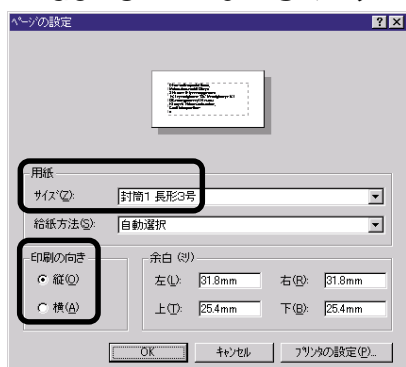 ページの設定
用紙
サイズ(Z): 封筒1 長形3号
給紙方法(S): 自動選択
印刷の向き
縦(O)
横(A)
余白 (ミリ)
左(L): 31.8mm 右(R): 31.8mm
上(T): 25.4mm 下(B): 25.4mm
OK キャンセル プリンタの設定(P)...